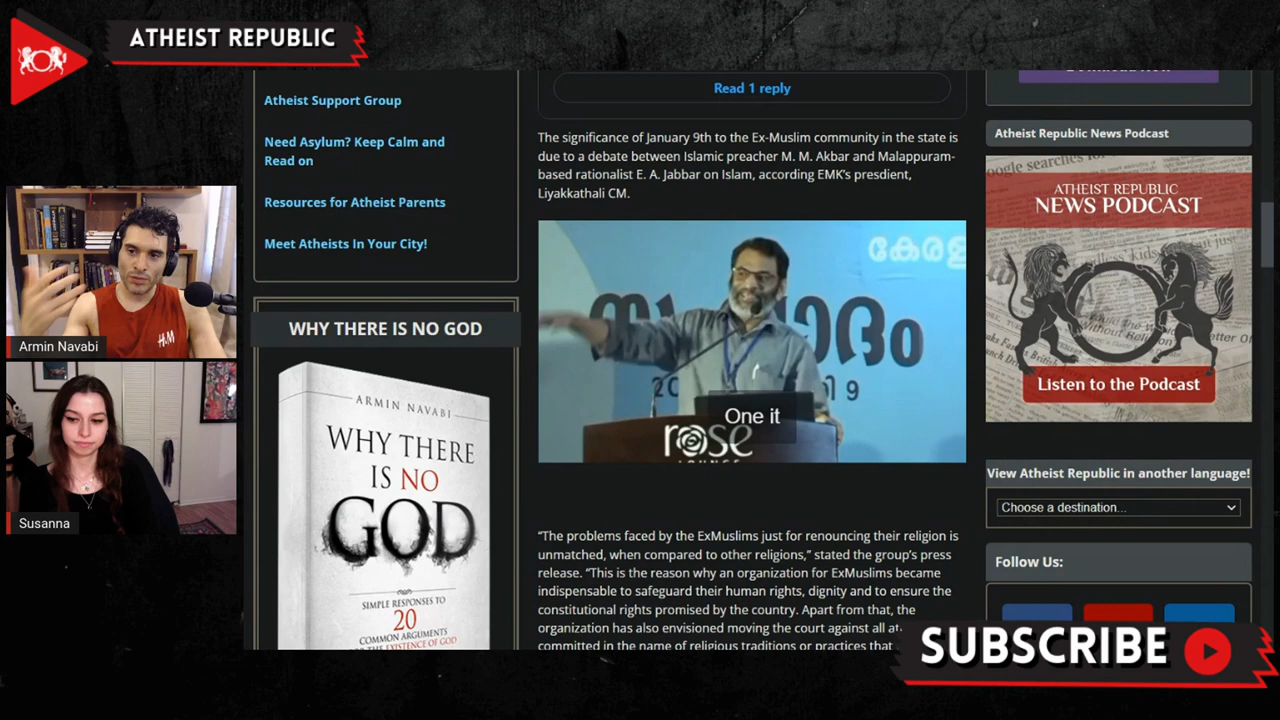 ATHEIST REPUBLIC
Atheist Support Group
Need Asylum? Keep Calm and
Read on
Resources for Atheist Parents
Meet Atheists In Your City!
WHY THERE IS NO GOD
ARMIN NAVABI
WHY THERE
IS NO
GOD
SIMPLE RESPONSES TO
20
COMMON ARGUMENTS
FOR THE EXISTENCE OF GOD
Armin Navabi
Susanna
H&M
Read 1 reply
The significance of January 9th to the Ex-Muslim community in the state is
due to a debate between Islamic preacher M. M. Akbar and Malappuram-
based rationalist E. A. Jabbar on Islam, according EMK's presdient,
Liyakkathali CM.
One it
rose
LOUNGE
“The problems faced by the ExMuslims just for renouncing their religion is
unmatched, when compared to other religions,” stated the group’s press
release. “This is the reason why an organization for ExMuslims became
indispensable to safeguard their human rights, dignity and to ensure the
constitutional rights promised by the country. Apart from that, the
organization has also envisioned moving the court against all
committed in the name of religious traditions or practices that
Atheist Republic News Podcast
ATHEIST REPUBLIC
NEWS PODCAST
Listen to the Podcast
View Atheist Republic in another language!
Choose a destination...
Follow Us:
SUBSCRIBE